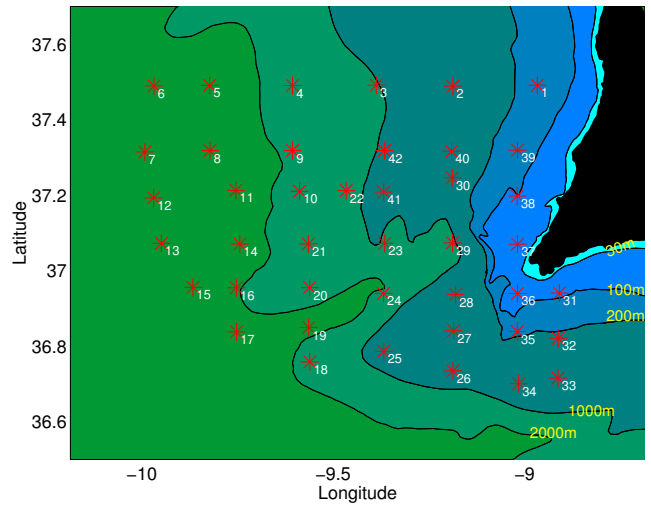 37.6
6 5 4 3 2 1
37.4
7 8 9 42 40 39
30
37.2
12 11 10 22 41 38
13 14 21 23 29 37
30m
37
15 16 20 24 28 36 31
100m
200m
17 19 27 35 32
36.8
18 25 26 34 33
1000m
36.6
2000m
−10 −9.5 −9
Longitude
Latitude